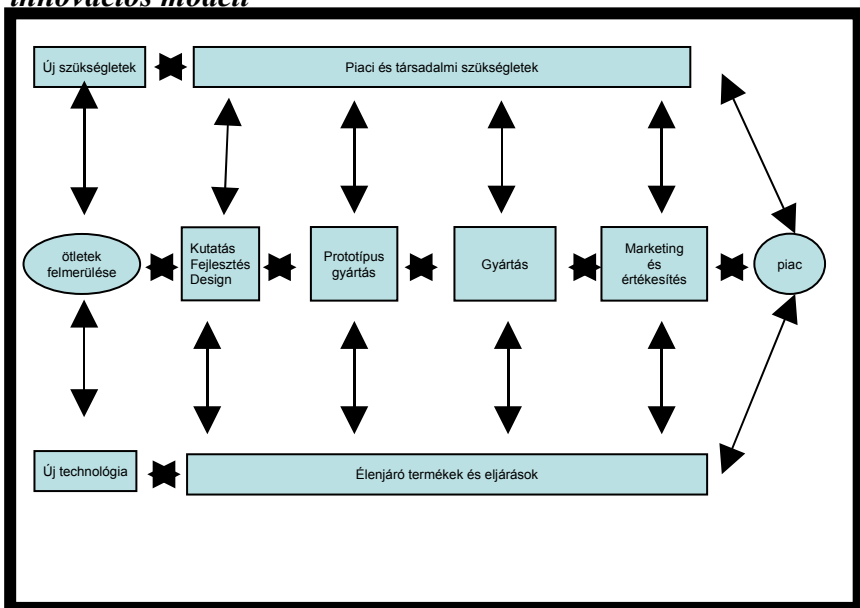 innovációs modell
Új szükségletek
Piaci és társadalmi szükségletek
ötletek
felmerülése
Kutatás
Fejlesztés
Design
Prototípus
gyártás
Gyártás
Marketing
és
értékesítés
piac
Új technológia
Élenjáró termékek és eljárások